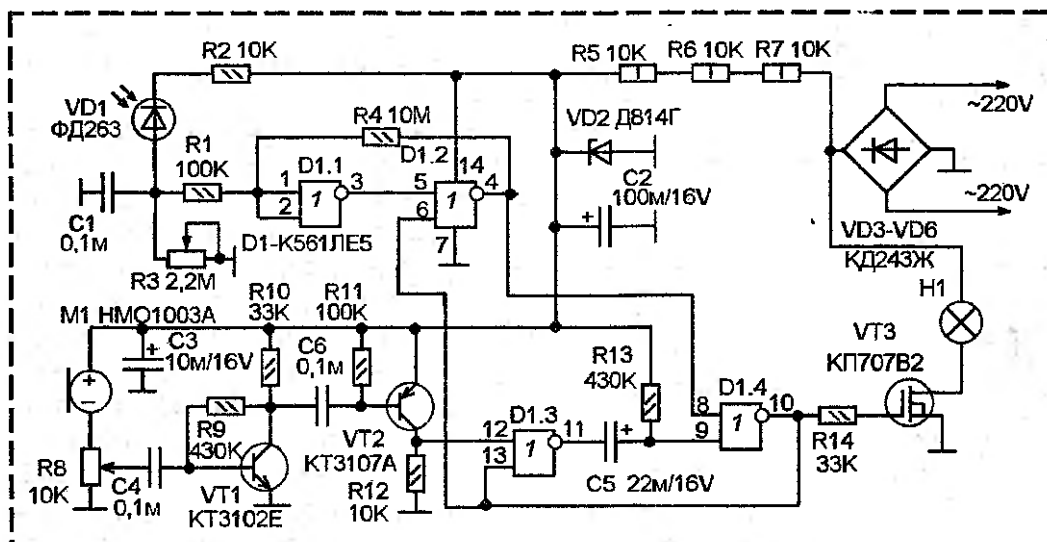 R2 10K
R5 10K
R6 10K
R7 10K
~220V
VD1
ФД263
R4 10M
VD2 Д814Г
R1
100K
D1.1
D1.2
14
1
2
1
3
5
6
1
4
7
C2
+
100м/16V
~220V
C1
0,1м
D1-К561ЛЕ5
VD3-VD6
КД243Ж
R3 2,2М
H1
M1 HMO1003A
R10
33K
R11
100K
C3
+
10м/16V
C6
0,1м
R13
430K
VT3
КП707В2
+
–
R9
430K
D1.3
12
13
1
11
+
D1.4
8
9
1
10
VT2
КТ3107А
R14
33K
R8
10K
C4
0,1м
VT1
КТ3102Е
R12
10K
C5 22м/16V